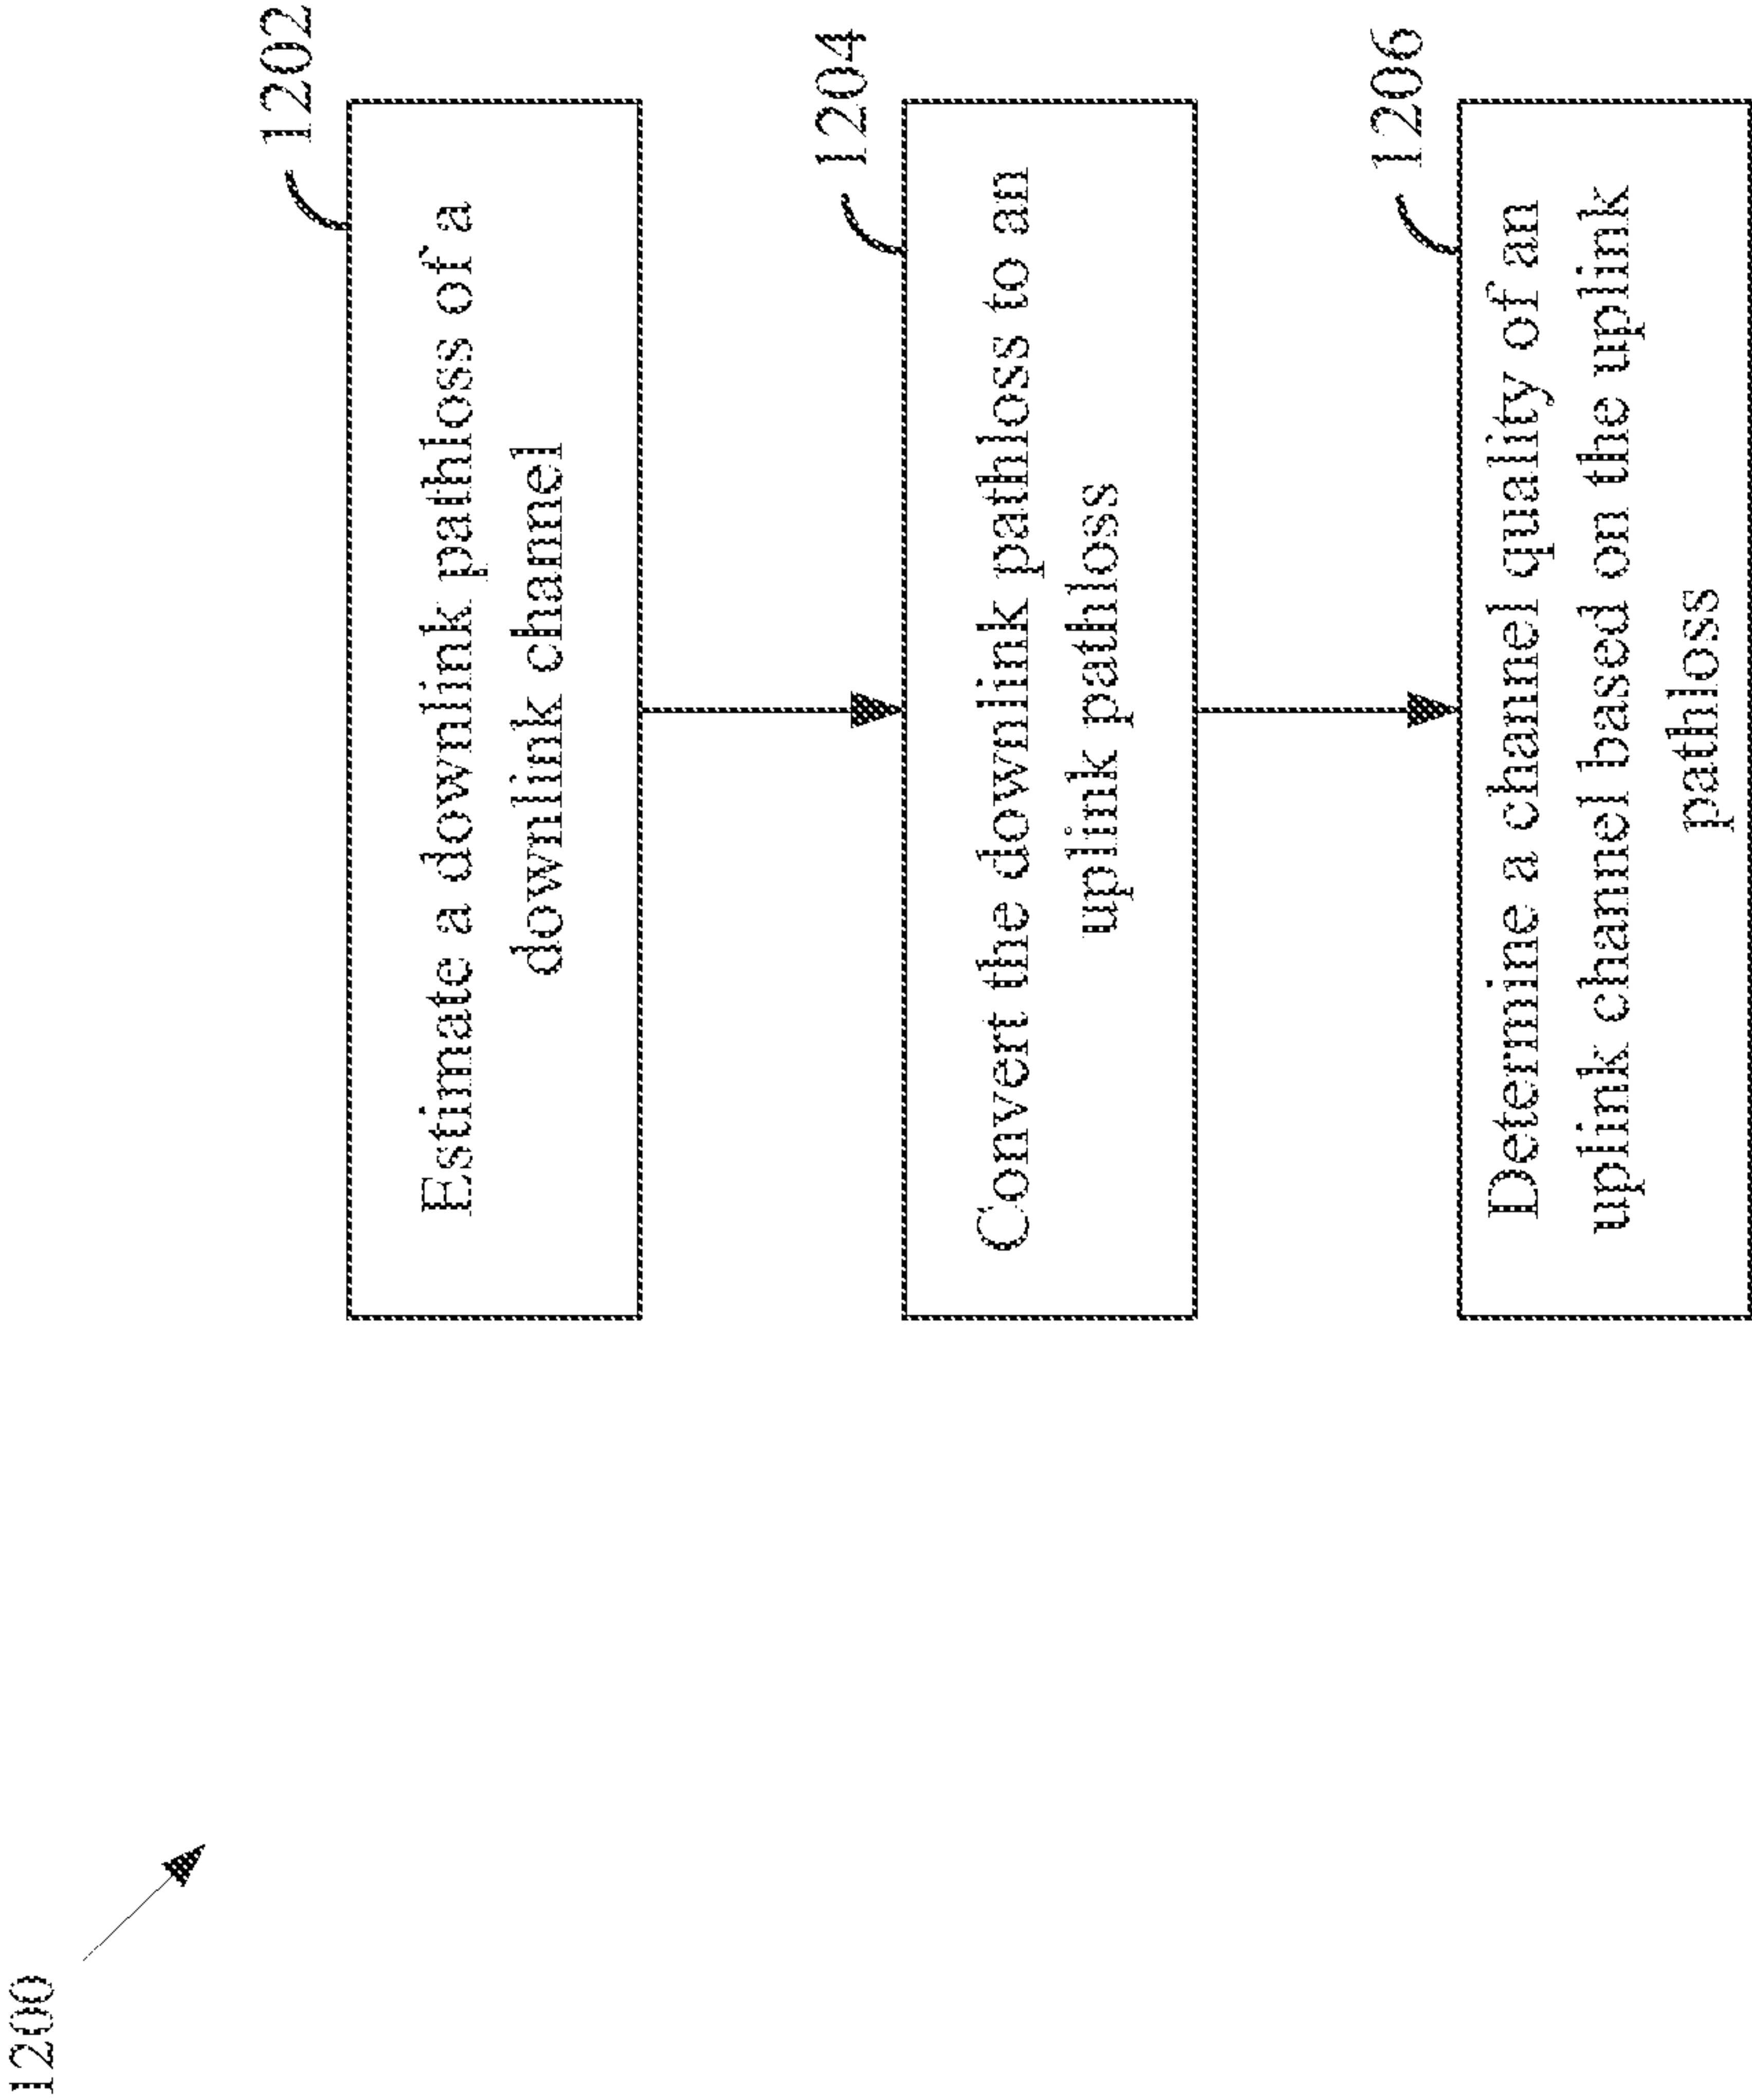 1200
1202
Estimate a downlink pathloss of a
downlink channel
1204
Convert the downlink pathloss to an
uplink pathloss
1206
Determine a channel quality of an
uplink channel based on the uplink
pathloss